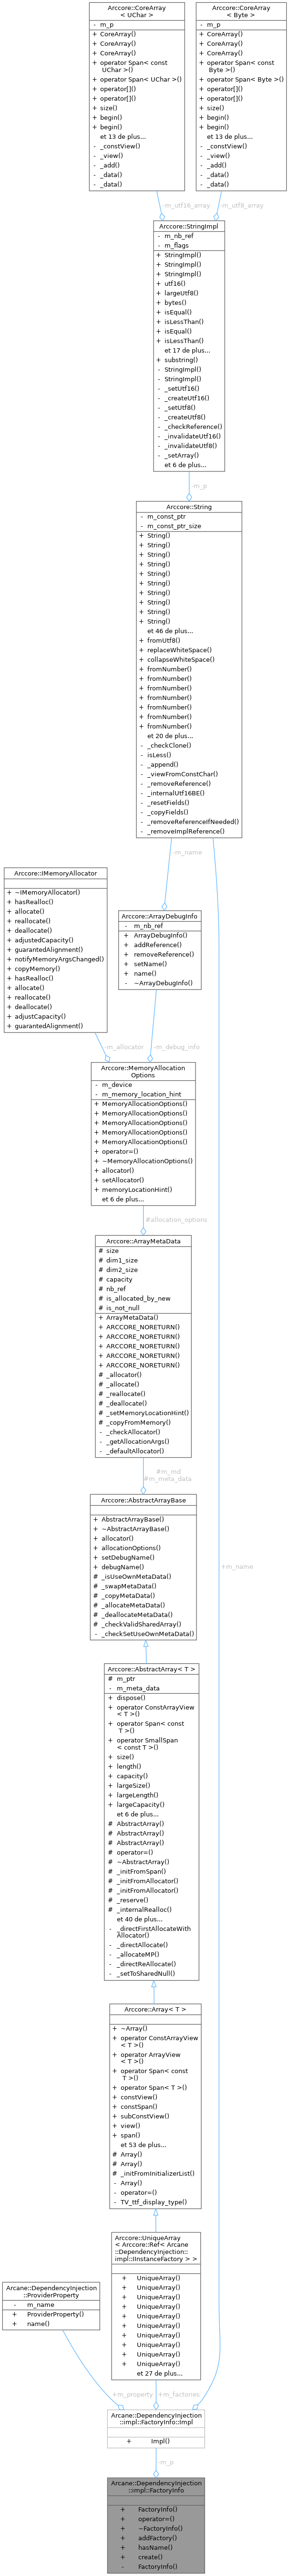 Arccore::CoreArray
< UChar >
- m_p
+ CoreArray()
+ CoreArray()
+ CoreArray()
+ operator Span< const
UChar >()
+ operator Span< UChar >()
+ operator[]()
+ operator[]()
+ size()
+ begin()
+ begin()
et 13 de plus...
- _constView()
- _view()
- _add()
- _data()
- _data()
Arccore::CoreArray
< Byte >
- m_p
+ CoreArray()
+ CoreArray()
+ CoreArray()
+ operator Span< const
Byte >()
+ operator Span< Byte >()
+ operator[]()
+ operator[]()
+ size()
+ begin()
+ begin()
et 13 de plus...
- _constView()
- _view()
- _add()
- _data()
- _data()
-m_utf16_array
-m_utf8_array
Arccore::StringImpl
- m_nb_ref
- m_flags
+ StringImpl()
+ StringImpl()
+ StringImpl()
+ utf16()
+ largeUtf8()
+ bytes()
+ isEqual()
+ isLessThan()
+ isEqual()
+ isLessThan()
et 17 de plus...
+ substring()
- StringImpl()
- StringImpl()
- _setUtf16()
- _createUtf16()
- _setUtf8()
- _createUtf8()
- _checkReference()
- _invalidateUtf16()
- _invalidateUtf8()
- _setArray()
et 6 de plus...
-m_p
Arccore::String
- m_const_ptr
- m_const_ptr_size
+ String()
+ String()
+ String()
+ String()
+ String()
+ String()
+ String()
+ String()
+ String()
+ String()
et 46 de plus...
+ fromUtf8()
+ replaceWhiteSpace()
+ collapseWhiteSpace()
+ fromNumber()
+ fromNumber()
+ fromNumber()
+ fromNumber()
+ fromNumber()
+ fromNumber()
+ fromNumber()
et 20 de plus...
- _checkClone()
- isLess()
- _append()
- _viewFromConstChar()
- _removeReference()
- _internalUtf16BE()
- _resetFields()
- _copyFields()
- _removeReferenceIfNeeded()
- _removeImplReference()
-m_name
Arccore::IMemoryAllocator
+ ~IMemoryAllocator()
+ hasRealloc()
+ allocate()
+ reallocate()
+ deallocate()
+ adjustedCapacity()
+ guarantedAlignment()
+ notifyMemoryArgsChanged()
+ copyMemory()
+ hasRealloc()
+ allocate()
+ reallocate()
+ deallocate()
+ adjustCapacity()
+ guarantedAlignment()
Arccore::ArrayDebugInfo
- m_nb_ref
+ ArrayDebugInfo()
+ addReference()
+ removeReference()
+ setName()
+ name()
- ~ArrayDebugInfo()
-m_allocator
-m_debug_info
Arccore::MemoryAllocation
Options
- m_device
- m_memory_location_hint
+ MemoryAllocationOptions()
+ MemoryAllocationOptions()
+ MemoryAllocationOptions()
+ MemoryAllocationOptions()
+ MemoryAllocationOptions()
+ operator=()
+ ~MemoryAllocationOptions()
+ allocator()
+ setAllocator()
+ memoryLocationHint()
et 6 de plus...
#allocation_options
Arccore::ArrayMetaData
# size
# dim1_size
# dim2_size
# capacity
# nb_ref
# is_allocated_by_new
# is_not_null
+ ArrayMetaData()
+ ARCCORE_NORETURN()
+ ARCCORE_NORETURN()
+ ARCCORE_NORETURN()
+ ARCCORE_NORETURN()
+ ARCCORE_NORETURN()
# _allocator()
# _allocate()
# _reallocate()
# _deallocate()
# _setMemoryLocationHint()
# _copyFromMemory()
- _checkAllocator()
- _getAllocationArgs()
- _defaultAllocator()
#m_md
#m_meta_data
Arccore::AbstractArrayBase
+ AbstractArrayBase()
+ ~AbstractArrayBase()
+ allocator()
+ allocationOptions()
+ setDebugName()
+ debugName()
# _isUseOwnMetaData()
# _swapMetaData()
# _copyMetaData()
# _allocateMetaData()
# _deallocateMetaData()
# _checkValidSharedArray()
- _checkSetUseOwnMetaData()
+m_name
Arccore::AbstractArray< T >
# m_ptr
- m_meta_data
+ dispose()
+ operator ConstArrayView
< T >()
+ operator Span< const
T >()
+ operator SmallSpan
< const T >()
+ size()
+ length()
+ capacity()
+ largeSize()
+ largeLength()
+ largeCapacity()
et 6 de plus...
# AbstractArray()
# AbstractArray()
# AbstractArray()
# operator=()
# ~AbstractArray()
# _initFromSpan()
# _initFromAllocator()
# _initFromAllocator()
# _reserve()
# _internalRealloc()
et 40 de plus...
- _directFirstAllocateWith
Allocator()
- _directAllocate()
- _allocateMP()
- _directReAllocate()
- _setToSharedNull()
Arccore::Array< T >
+ ~Array()
+ operator ConstArrayView
< T >()
+ operator ArrayView
< T >()
+ operator Span< const
T >()
+ operator Span< T >()
+ constView()
+ constSpan()
+ subConstView()
+ view()
+ span()
et 53 de plus...
# Array()
# Array()
# _initFromInitializerList()
- Array()
- operator=()
- TV_ttf_display_type()
Arccore::UniqueArray
< Arccore::Ref< Arcane
::DependencyInjection::
impl::IInstanceFactory > >
+ UniqueArray()
+ UniqueArray()
+ UniqueArray()
+ UniqueArray()
+ UniqueArray()
+ UniqueArray()
+ UniqueArray()
+ UniqueArray()
+ UniqueArray()
+ UniqueArray()
et 27 de plus...
Arcane::DependencyInjection
::ProviderProperty
- m_name
+ ProviderProperty()
+ name()
+m_property
+m_factories
Arcane::DependencyInjection
::impl::FactoryInfo::Impl
+ Impl()
-m_p
Arcane::DependencyInjection
::impl::FactoryInfo
+ FactoryInfo()
+ operator=()
+ ~FactoryInfo()
+ addFactory()
+ hasName()
+ create()
- FactoryInfo()